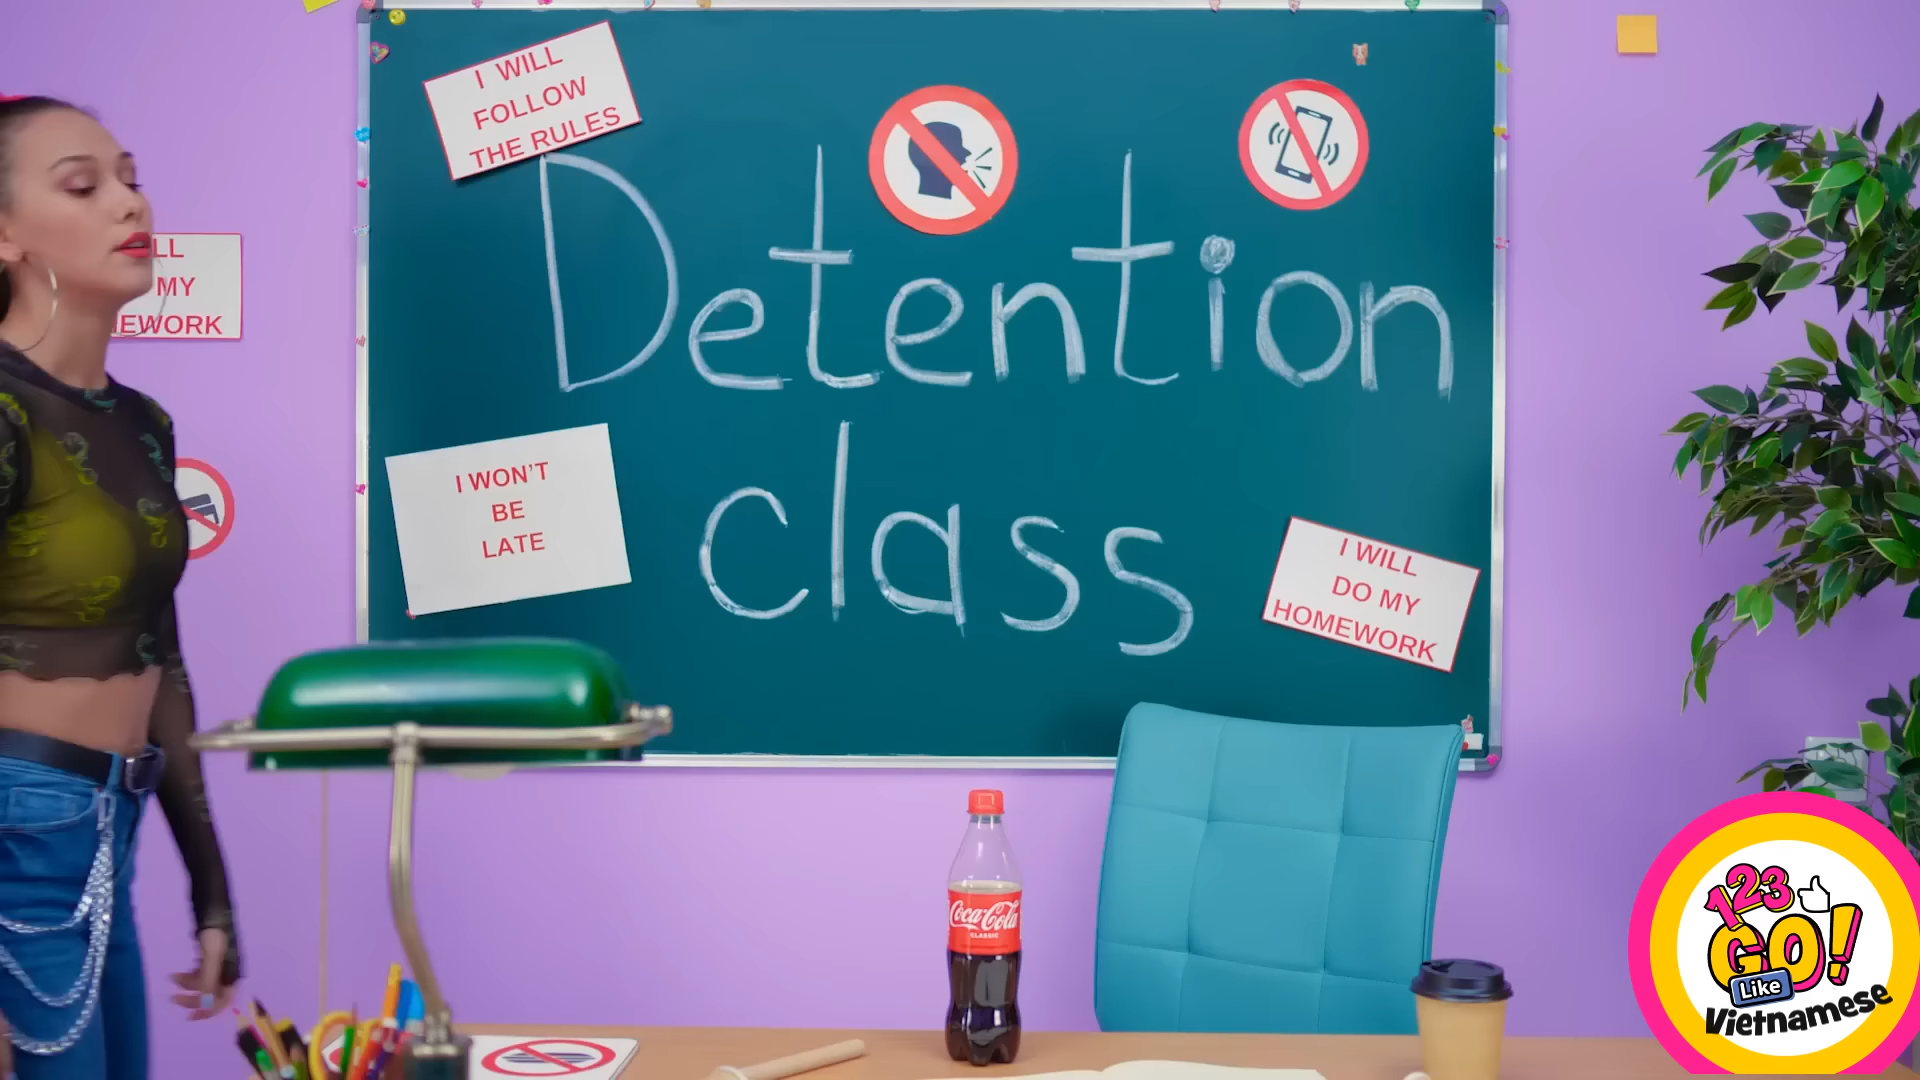 I WILL
FOLLOW
THE RULES
Detention
class
LL
MY
EWORK
I WON'T
BE
LATE
I WILL
DO MY
HOMEWORK
Coca-Cola
CLASSIC
123
GO!
Like
Vietnamese